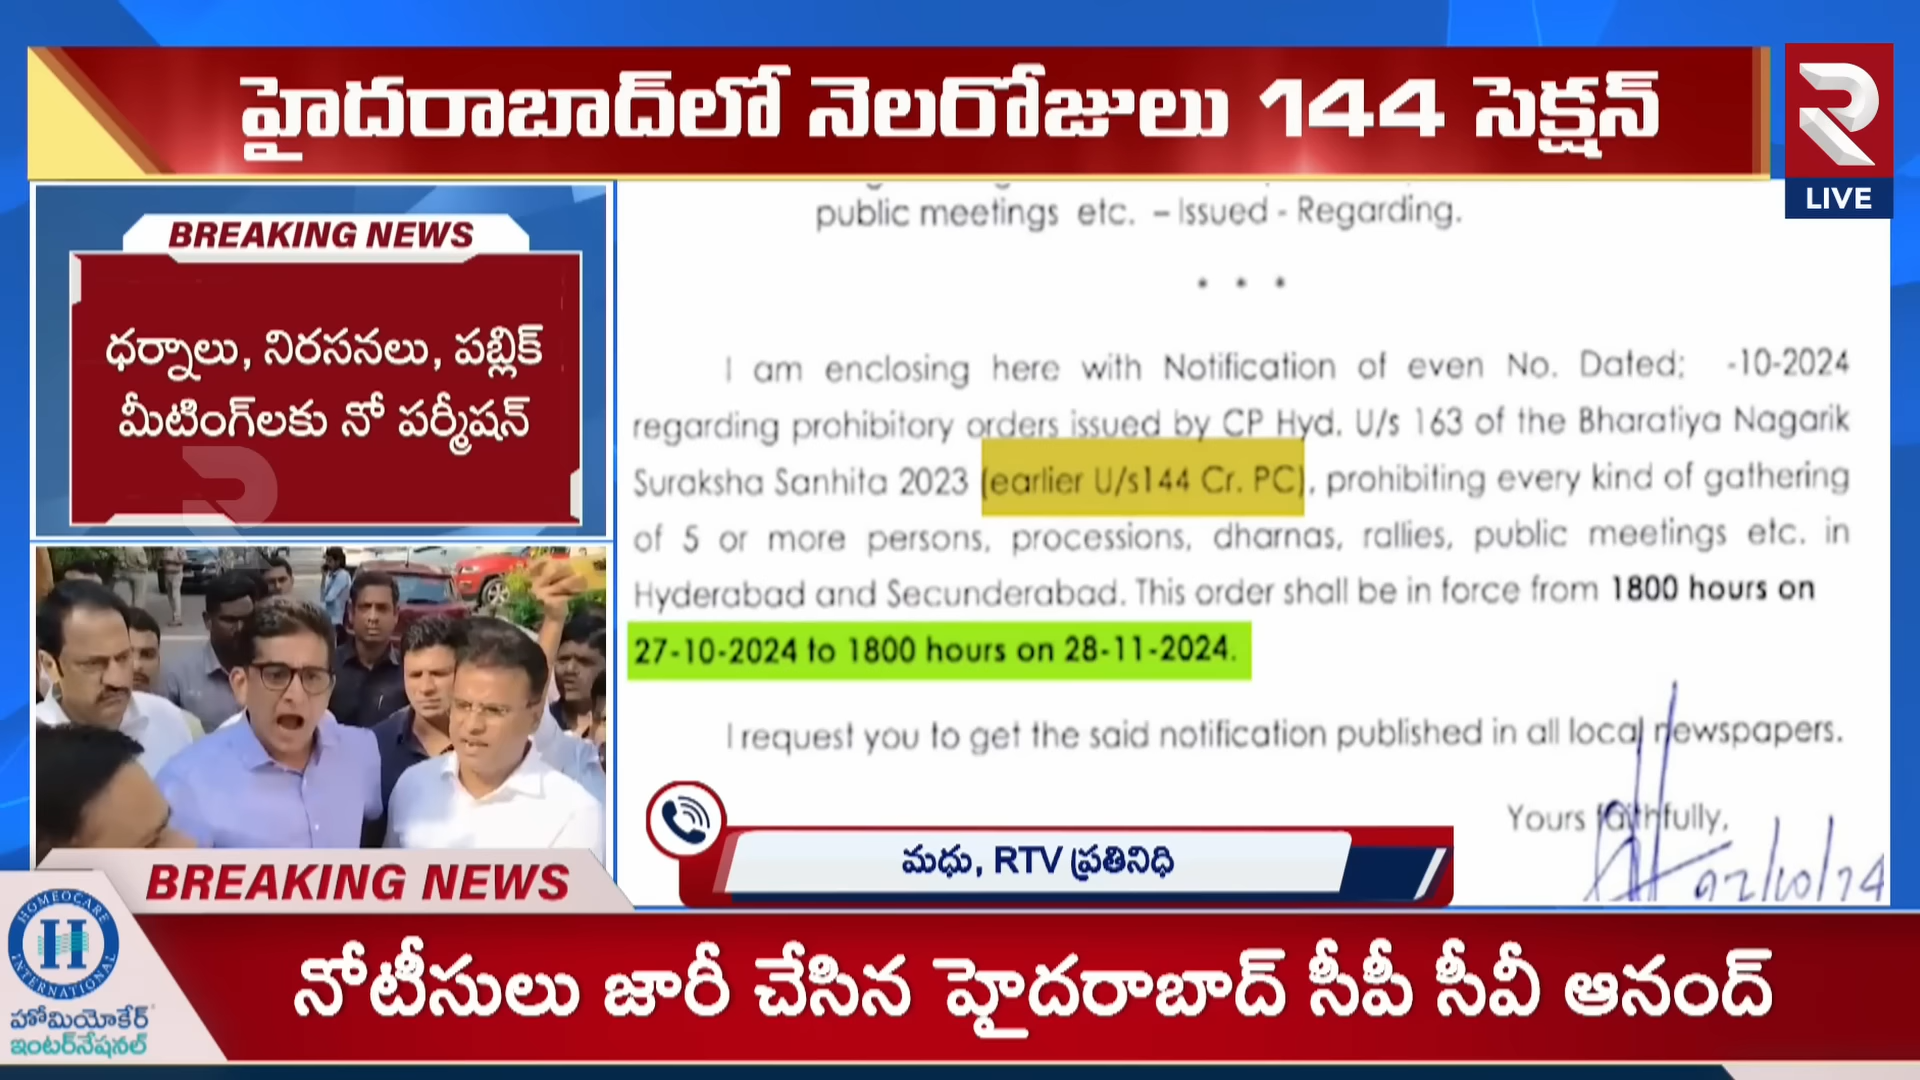 హైదరాబాద్‌లో నెలరోజులు 144 సెక్షన్
R
LIVE
BREAKING NEWS
ధర్నాలు, నిరసనలు, పబ్లిక్
మీటింగ్‌లకు నో పర్మీషన్
public meetings etc. – Issued - Regarding.
• • •
I am enclosing here with Notification of even No. Dated; -10-2024
regarding prohibitory orders issued by CP Hyd. U/s 163 of the Bharatiya Nagarik
Suraksha Sanhita 2023 (earlier U/s144 Cr. PC), prohibiting every kind of gathering
of 5 or more persons, processions, dharnas, rallies, public meetings etc. in
Hyderabad and Secunderabad. This order shall be in force from 1800 hours on
27-10-2024 to 1800 hours on 28-11-2024.
I request you to get the said notification published in all local newspapers.
Yours faithfully,
మధు, RTV ప్రతినిధి
BREAKING NEWS
HOMEOCARE
H
INTERNATIONAL
హోమియోకేర్
ఇంటర్‌నేషనల్
నోటీసులు జారీ చేసిన హైదరాబాద్ సీపీ సీవీ ఆనంద్